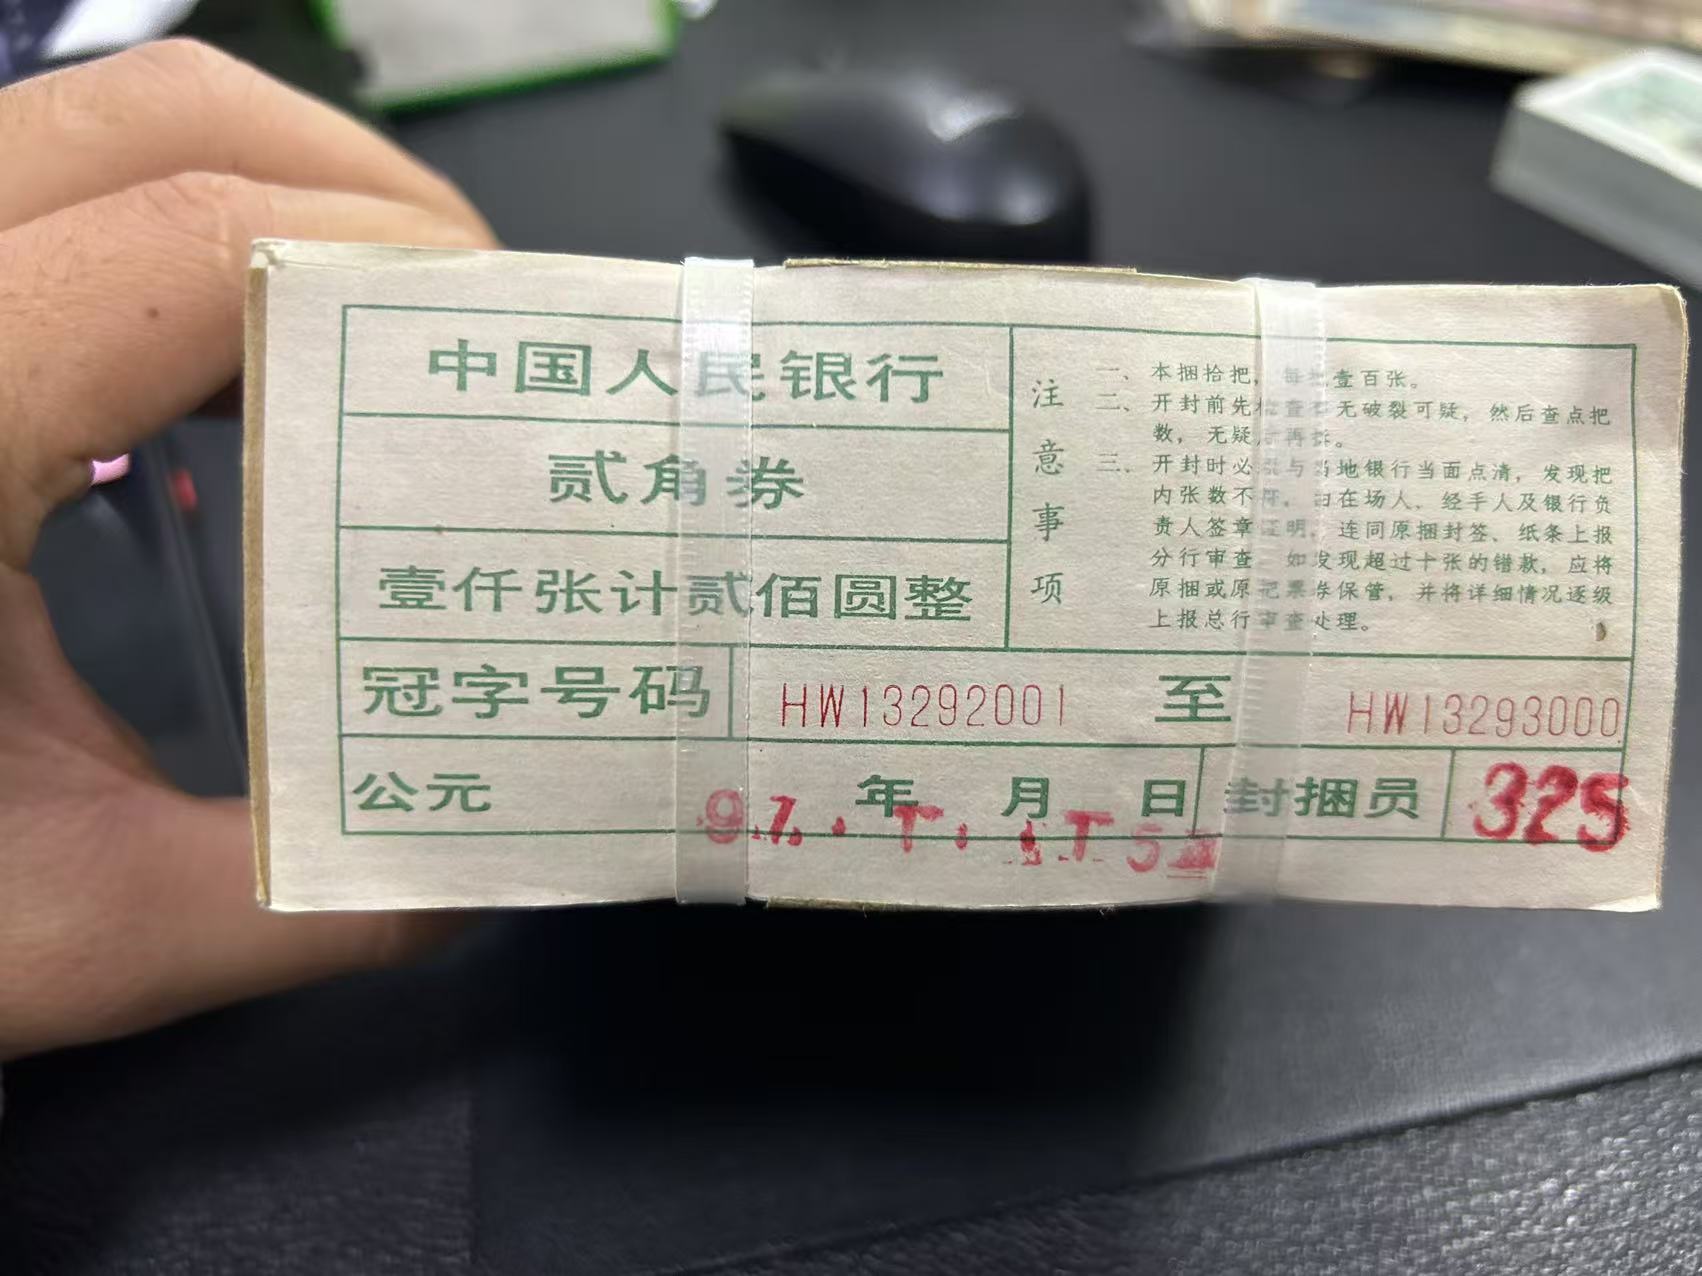 中国人民银行
贰角券
壹仟张计贰佰圆整
注意事项
一、本捆拾把，每把壹百张。
二、开封前先检查有无破裂可疑，然后查点把
数，无疑后再拆。
三、开封时必须与当地银行当面点清，发现把
内张数不符，由在场人、经手人及银行负
责人签章证明，连同原捆封签、纸条上报
分行审查。如发现超过十张的错款，应将
原捆或原把票券保管，并将详细情况逐级
上报总行审查处理。
冠字号码 HW13292001 至 HW13293000
公元 年 月 日 封捆员 325